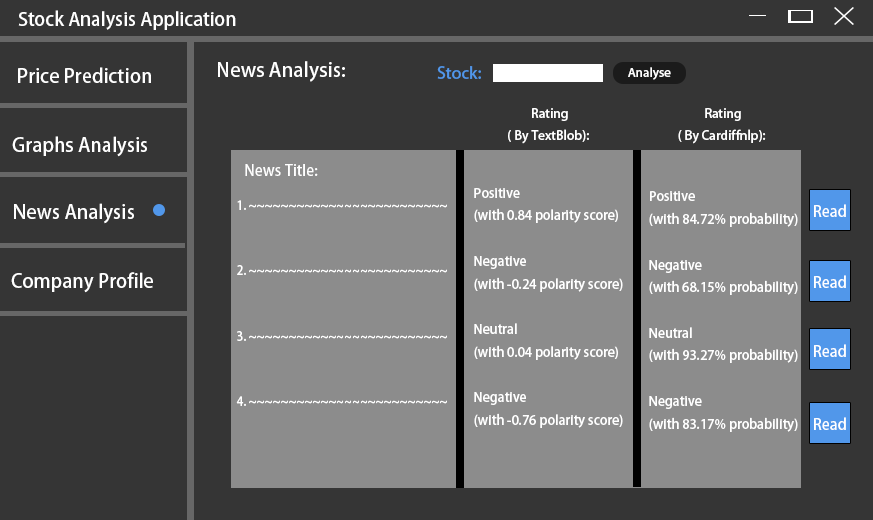 Stock Analysis Application
Price Prediction
Graphs Analysis
News Analysis
Company Profile
News Analysis:
Stock:
Analyse
Rating
( By TextBlob):
Rating
( By Cardiffnlp):
News Title:
1. ~~~~~~~~~~~~~~~~~~~~~~~~~
Positive
(with 0.84 polarity score)
Positive
(with 84.72% probability)
Read
2. ~~~~~~~~~~~~~~~~~~~~~~~~~
Negative
(with -0.24 polarity score)
Negative
(with 68.15% probability)
Read
3. ~~~~~~~~~~~~~~~~~~~~~~~~~
Neutral
(with 0.04 polarity score)
Neutral
(with 93.27% probability)
Read
4. ~~~~~~~~~~~~~~~~~~~~~~~~~
Negative
(with -0.76 polarity score)
Negative
(with 83.17% probability)
Read